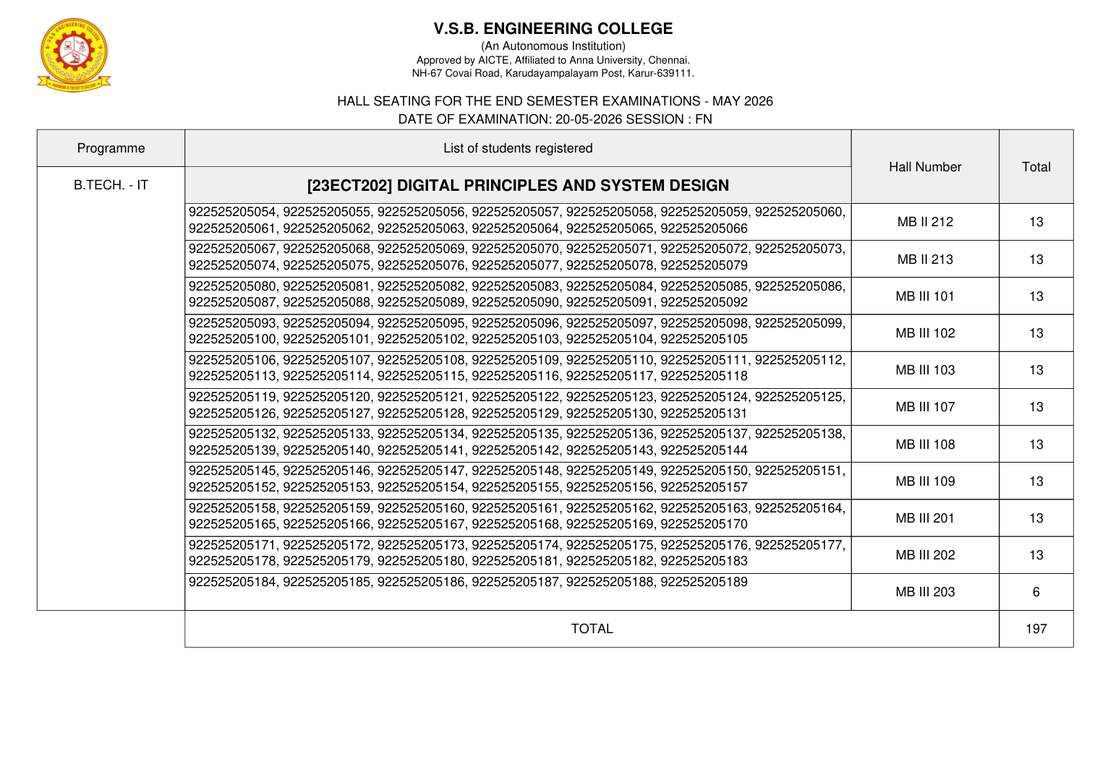 V.S.B. ENGINEERING COLLEGE
(An Autonomous Institution)
Approved by AICTE, Affiliated to Anna University, Chennai.
NH-67 Covai Road, Karudayampalayam Post, Karur-639111.
HALL SEATING FOR THE END SEMESTER EXAMINATIONS - MAY 2026
DATE OF EXAMINATION: 20-05-2026 SESSION : FN
Programme
List of students registered
Hall Number
Total
B.TECH. - IT
[23ECT202] DIGITAL PRINCIPLES AND SYSTEM DESIGN
922525205054, 922525205055, 922525205056, 922525205057, 922525205058, 922525205059, 922525205060,
922525205061, 922525205062, 922525205063, 922525205064, 922525205065, 922525205066
MB II 212
13
922525205067, 922525205068, 922525205069, 922525205070, 922525205071, 922525205072, 922525205073,
922525205074, 922525205075, 922525205076, 922525205077, 922525205078, 922525205079
MB II 213
13
922525205080, 922525205081, 922525205082, 922525205083, 922525205084, 922525205085, 922525205086,
922525205087, 922525205088, 922525205089, 922525205090, 922525205091, 922525205092
MB III 101
13
922525205093, 922525205094, 922525205095, 922525205096, 922525205097, 922525205098, 922525205099,
922525205100, 922525205101, 922525205102, 922525205103, 922525205104, 922525205105
MB III 102
13
922525205106, 922525205107, 922525205108, 922525205109, 922525205110, 922525205111, 922525205112,
922525205113, 922525205114, 922525205115, 922525205116, 922525205117, 922525205118
MB III 103
13
922525205119, 922525205120, 922525205121, 922525205122, 922525205123, 922525205124, 922525205125,
922525205126, 922525205127, 922525205128, 922525205129, 922525205130, 922525205131
MB III 107
13
922525205132, 922525205133, 922525205134, 922525205135, 922525205136, 922525205137, 922525205138,
922525205139, 922525205140, 922525205141, 922525205142, 922525205143, 922525205144
MB III 108
13
922525205145, 922525205146, 922525205147, 922525205148, 922525205149, 922525205150, 922525205151,
922525205152, 922525205153, 922525205154, 922525205155, 922525205156, 922525205157
MB III 109
13
922525205158, 922525205159, 922525205160, 922525205161, 922525205162, 922525205163, 922525205164,
922525205165, 922525205166, 922525205167, 922525205168, 922525205169, 922525205170
MB III 201
13
922525205171, 922525205172, 922525205173, 922525205174, 922525205175, 922525205176, 922525205177,
922525205178, 922525205179, 922525205180, 922525205181, 922525205182, 922525205183
MB III 202
13
922525205184, 922525205185, 922525205186, 922525205187, 922525205188, 922525205189
MB III 203
6
TOTAL
197